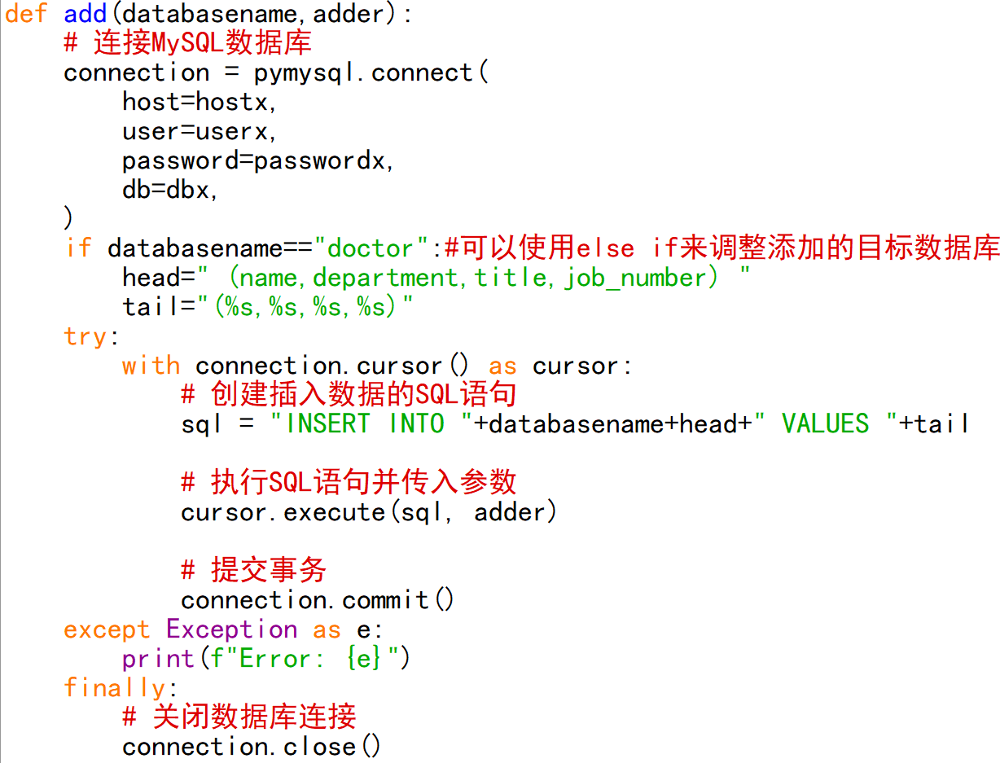 def add(databasename,adder):
    # 连接MySQL数据库
    connection = pymysql.connect(
        host=hostx,
        user=userx,
        password=passwordx,
        db=dbx,
    )
    if databasename=="doctor":#可以使用else if来调整添加的目标数据库
        head=" (name,department,title,job_number) "
        tail="(%s,%s,%s,%s)"
    try:
        with connection.cursor() as cursor:
            # 创建插入数据的SQL语句
            sql = "INSERT INTO "+databasename+head+" VALUES "+tail
            # 执行SQL语句并传入参数
            cursor.execute(sql, adder)
            # 提交事务
            connection.commit()
    except Exception as e:
        print(f"Error: {e}")
    finally:
        # 关闭数据库连接
        connection.close()